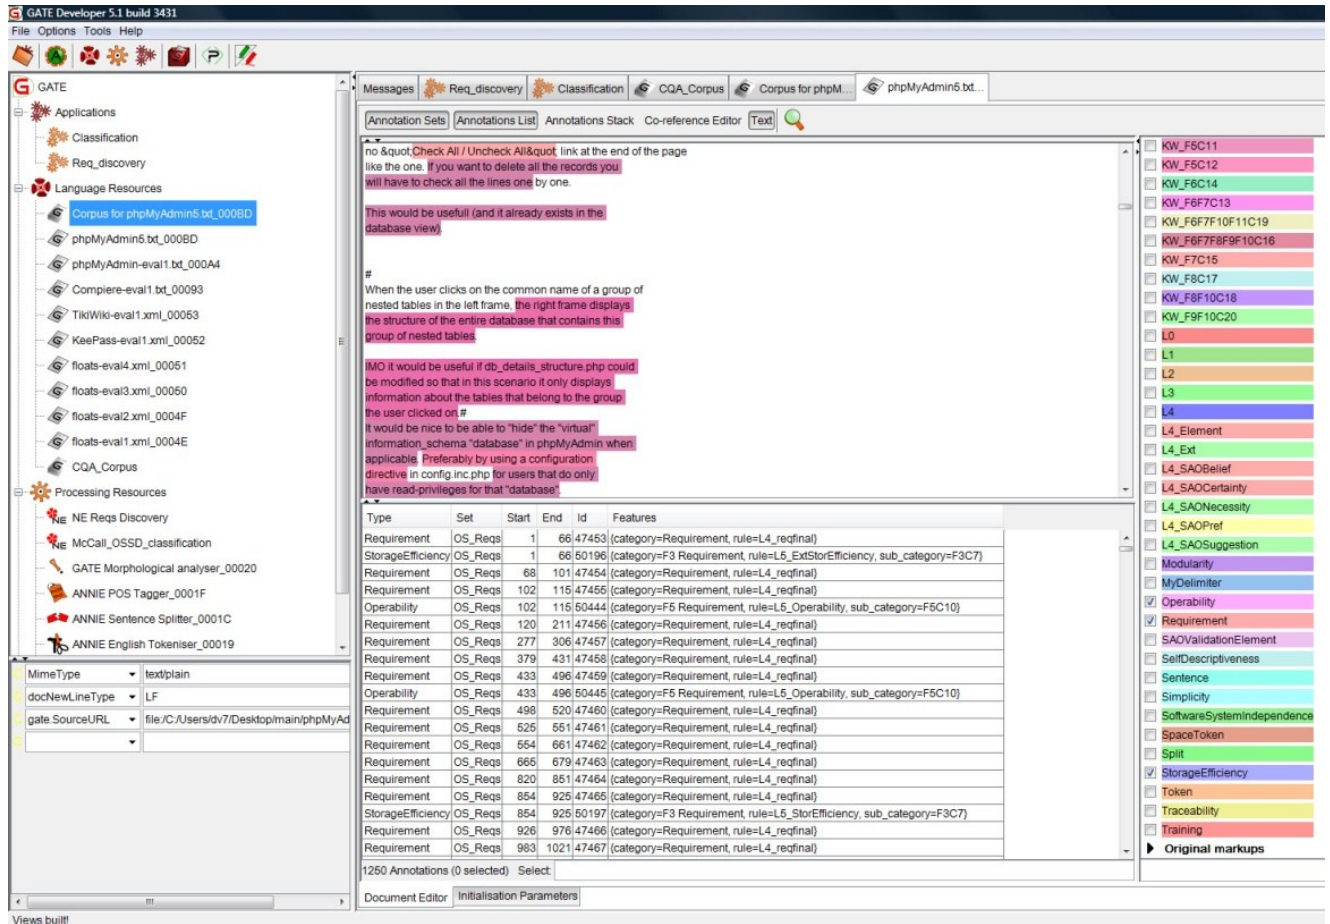 GATE Developer 5.1 build 3431
File Options Tools Help
GATE
Applications
Classification
Req_discovery
Language Resources
Corpus for phpMyAdmin5.txt_000BD
phpMyAdmin5.txt_000BD
phpMyAdmin-eval1.txt_000A4
Compiere-eval1.txt_00093
TikiWiki-eval1.xml_00053
KeePass-eval1.xml_00052
floats-eval4.xml_00051
floats-eval3.xml_00050
floats-eval2.xml_0004F
floats-eval1.xml_0004E
CQA_Corpus
Processing Resources
NE Reqs Discovery
McCall_OSSD_classification
GATE Morphological analyser_00020
ANNIE POS Tagger_0001F
ANNIE Sentence Splitter_0001C
ANNIE English Tokeniser_00019
MimeType text/plain
docNewLineType LF
gate.SourceURL file:/C:/Users/dv7/Desktop/main/phpMyAd
Messages Req_discovery Classification CQA_Corpus Corpus for phpM... phpMyAdmin5.txt...
Annotation Sets Annotations List Annotations Stack Co-reference Editor Text
no &quot;Check All / Uncheck All&quot; link at the end of the page
like the one. If you want to delete all the records you
will have to check all the lines one by one.
This would be usefull (and it already exists in the
database view).
#
When the user clicks on the common name of a group of
nested tables in the left frame, the right frame displays
the structure of the entire database that contains this
group of nested tables.
IMO it would be useful if db_details_structure.php could
be modified so that in this scenario it only displays
information about the tables that belong to the group
the user clicked on.#
It would be nice to be able to "hide" the "virtual"
information_schema "database" in phpMyAdmin when
applicable. Preferably by using a configuration
directive in config.inc.php for users that do only
have read-privileges for that "database".
Type Set Start End Id Features
Requirement OS_Reqs 1 66 47453 {category=Requirement, rule=L4_reqfinal}
StorageEfficiency OS_Reqs 1 66 50196 {category=F3 Requirement, rule=L5_ExtStorEfficiency, sub_category=F3C7}
Requirement OS_Reqs 68 101 47454 {category=Requirement, rule=L4_reqfinal}
Requirement OS_Reqs 102 115 47455 {category=Requirement, rule=L4_reqfinal}
Operability OS_Reqs 102 115 50444 {category=F5 Requirement, rule=L5_Operability, sub_category=F5C10}
Requirement OS_Reqs 120 211 47456 {category=Requirement, rule=L4_reqfinal}
Requirement OS_Reqs 277 306 47457 {category=Requirement, rule=L4_reqfinal}
Requirement OS_Reqs 379 431 47458 {category=Requirement, rule=L4_reqfinal}
Requirement OS_Reqs 433 496 47459 {category=Requirement, rule=L4_reqfinal}
Operability OS_Reqs 433 496 50445 {category=F5 Requirement, rule=L5_Operability, sub_category=F5C10}
Requirement OS_Reqs 498 520 47460 {category=Requirement, rule=L4_reqfinal}
Requirement OS_Reqs 525 551 47461 {category=Requirement, rule=L4_reqfinal}
Requirement OS_Reqs 554 661 47462 {category=Requirement, rule=L4_reqfinal}
Requirement OS_Reqs 665 679 47463 {category=Requirement, rule=L4_reqfinal}
Requirement OS_Reqs 820 851 47464 {category=Requirement, rule=L4_reqfinal}
Requirement OS_Reqs 854 925 47465 {category=Requirement, rule=L4_reqfinal}
StorageEfficiency OS_Reqs 854 925 50197 {category=F3 Requirement, rule=L5_StorEfficiency, sub_category=F3C7}
Requirement OS_Reqs 926 976 47466 {category=Requirement, rule=L4_reqfinal}
Requirement OS_Reqs 983 1021 47467 {category=Requirement, rule=L4_reqfinal}
1250 Annotations (0 selected) Select:
Document Editor Initialisation Parameters
KW_F5C11
KW_F5C12
KW_F6C14
KW_F6F7C13
KW_F6F7F10F11C19
KW_F6F7F8F9F10C16
KW_F7C15
KW_F8C17
KW_F8F10C18
KW_F9F10C20
L0
L1
L2
L3
L4
L4_Element
L4_Ext
L4_SAOBelief
L4_SAOCertainty
L4_SAONecessity
L4_SAOPref
L4_SAOSuggestion
Modularity
MyDelimiter
Operability
Requirement
SAOValidationElement
SelfDescriptiveness
Sentence
Simplicity
SoftwareSystemIndependence
SpaceToken
Split
StorageEfficiency
Token
Traceability
Training
Original markups
Views built!